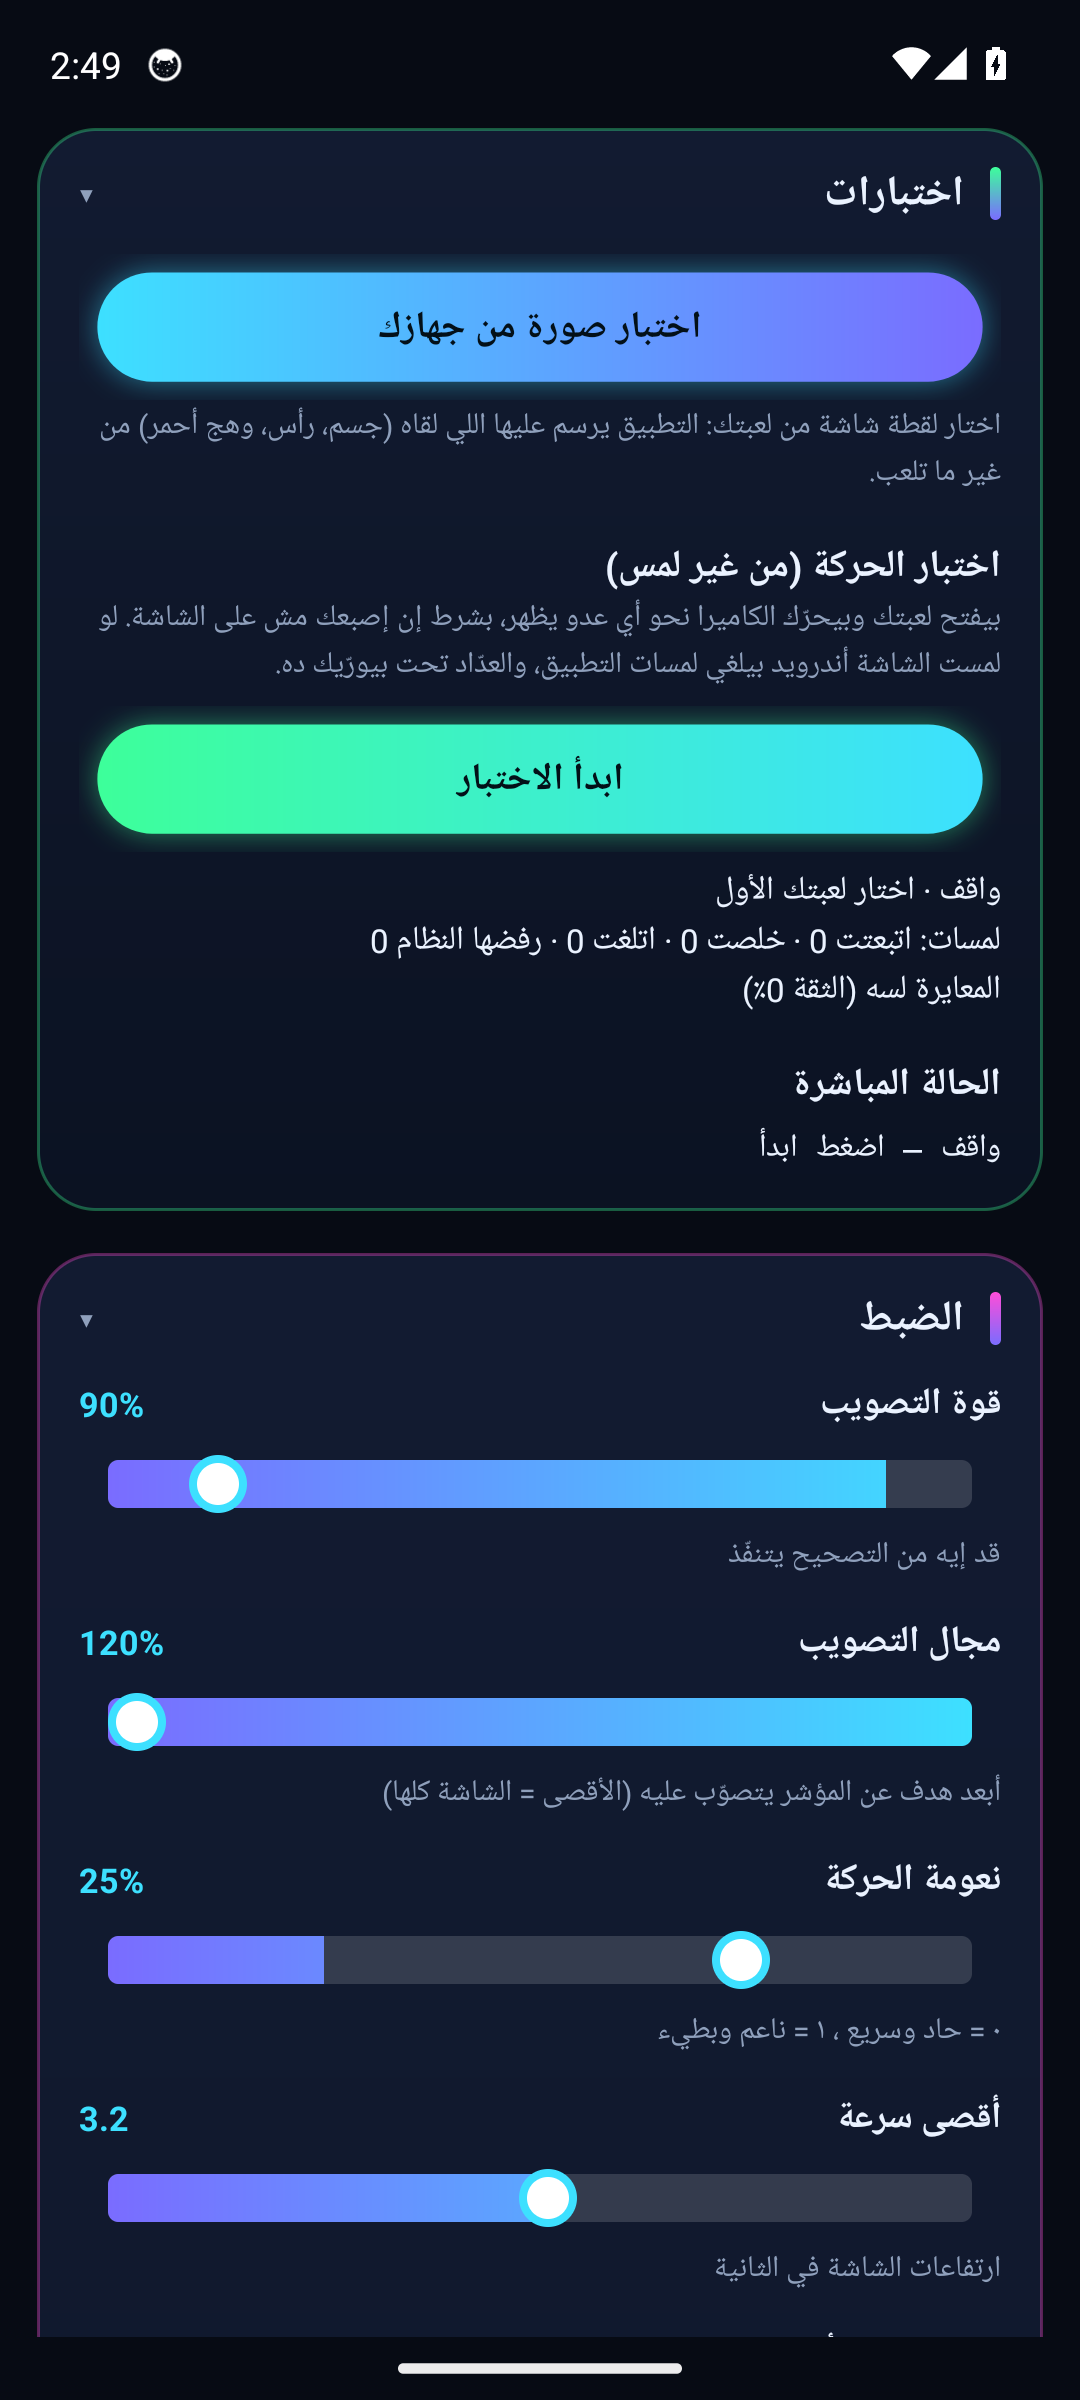 2:49
اختبارات
اختبار صورة من جهازك
اختار لقطة شاشة من لعبتك: التطبيق يرسم عليها اللي لقاه (جسم، رأس، وهج أحمر) من
غير ما تلعب.
اختبار الحركة (من غير لمس)
بيفتح لعبتك وبيحرّك الكاميرا نحو أي عدو يظهر، بشرط إن إصبعك مش على الشاشة. لو
لمست الشاشة أندرويد بيلغي لمسات التطبيق، والعدّاد تحت بيورّيك ده.
ابدأ الاختبار
واقف · اختار لعبتك الأول
لمسات: اتبعتت 0 · خلصت 0 · اتلغت 0 · رفضها النظام 0
المعايرة لسه (الثقة 0٪)
الحالة المباشرة
واقف — اضغط ابدأ
الضبط
قوة التصويب 90%
قد إيه من التصحيح يتنفّذ
مجال التصويب 120%
أبعد هدف عن المؤشر يتصوّب عليه (الأقصى = الشاشة كلها)
نعومة الحركة 25%
٠ = حاد وسريع ، ١ = ناعم وبطيء
أقصى سرعة 3.2
ارتفاعات الشاشة في الثانية